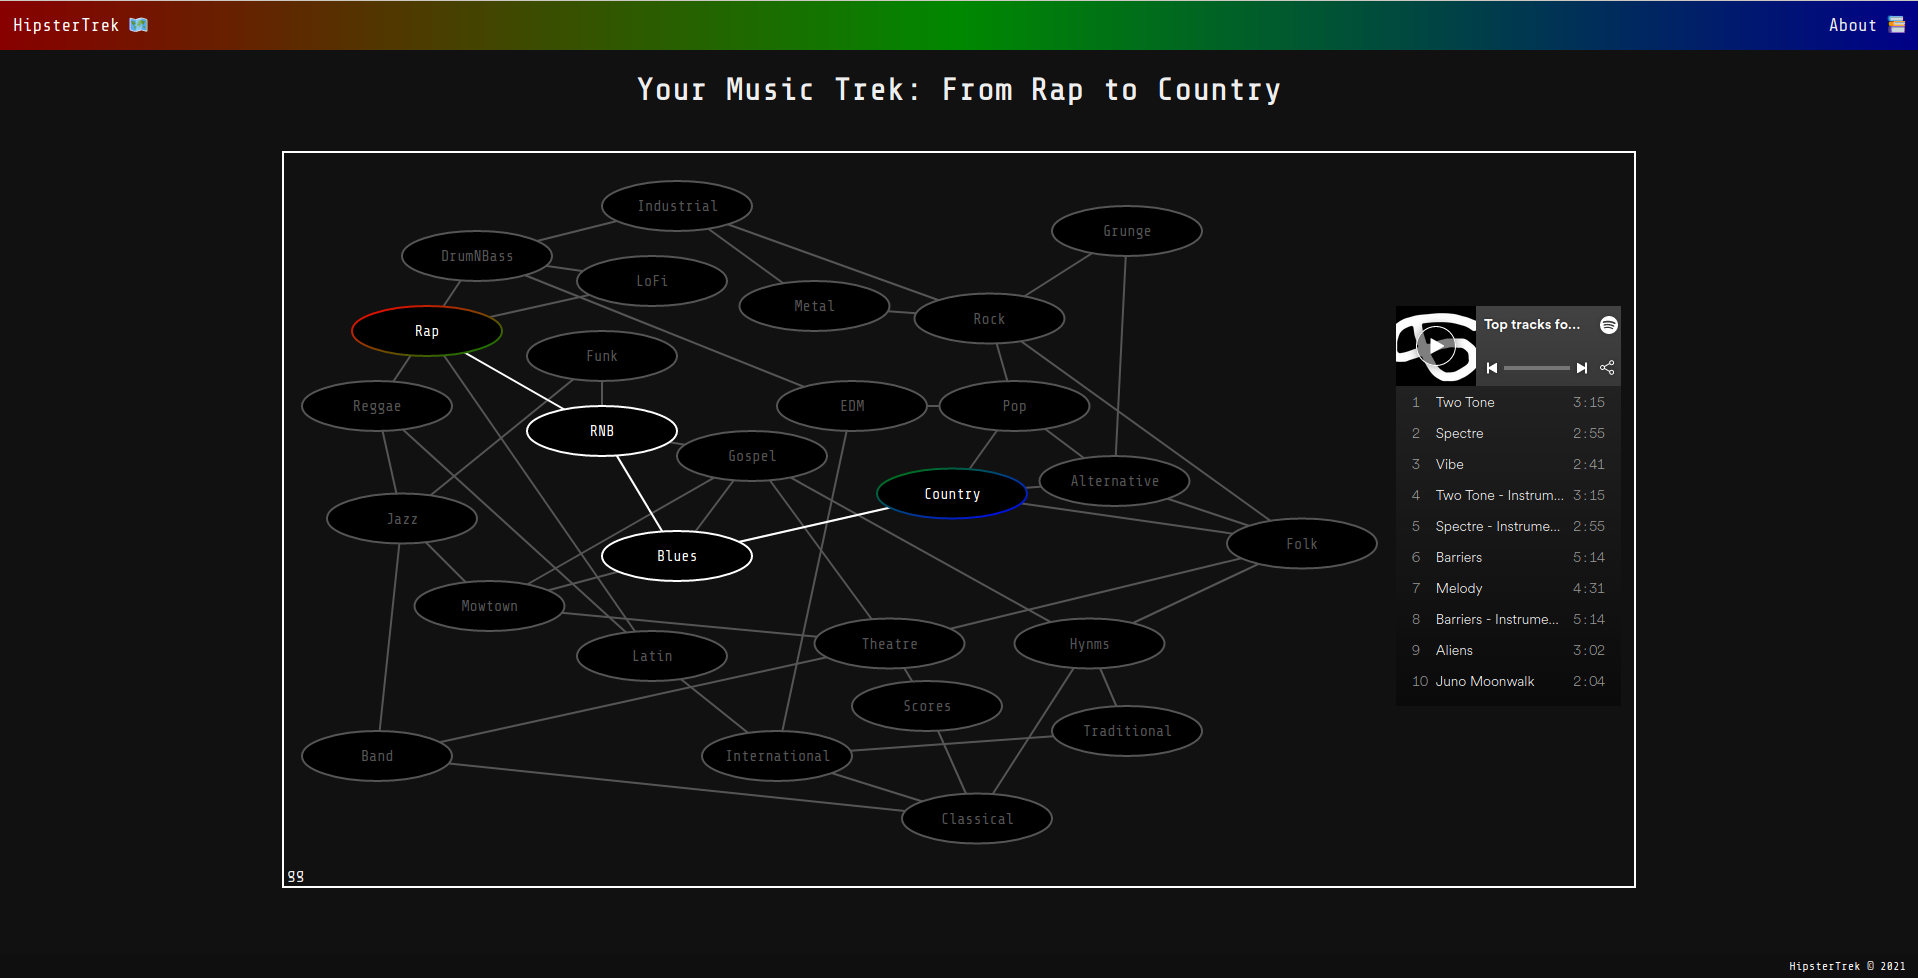 HipsterTrek
About
Your Music Trek: From Rap to Country
Industrial
Grunge
DrumNBass
LoFi
Metal
Rock
Rap
Funk
Reggae
EDM
Pop
RNB
Gospel
Alternative
Country
Jazz
Folk
Blues
Mowtown
Theatre
Hynms
Latin
Scores
Traditional
Band
International
Classical
gg
Top tracks fo...
1 Two Tone 3:15
2 Spectre 2:55
3 Vibe 2:41
4 Two Tone - Instrum... 3:15
5 Spectre - Instrume... 2:55
6 Barriers 5:14
7 Melody 4:31
8 Barriers - Instrume... 5:14
9 Aliens 3:02
10 Juno Moonwalk 2:04
HipsterTrek © 2021